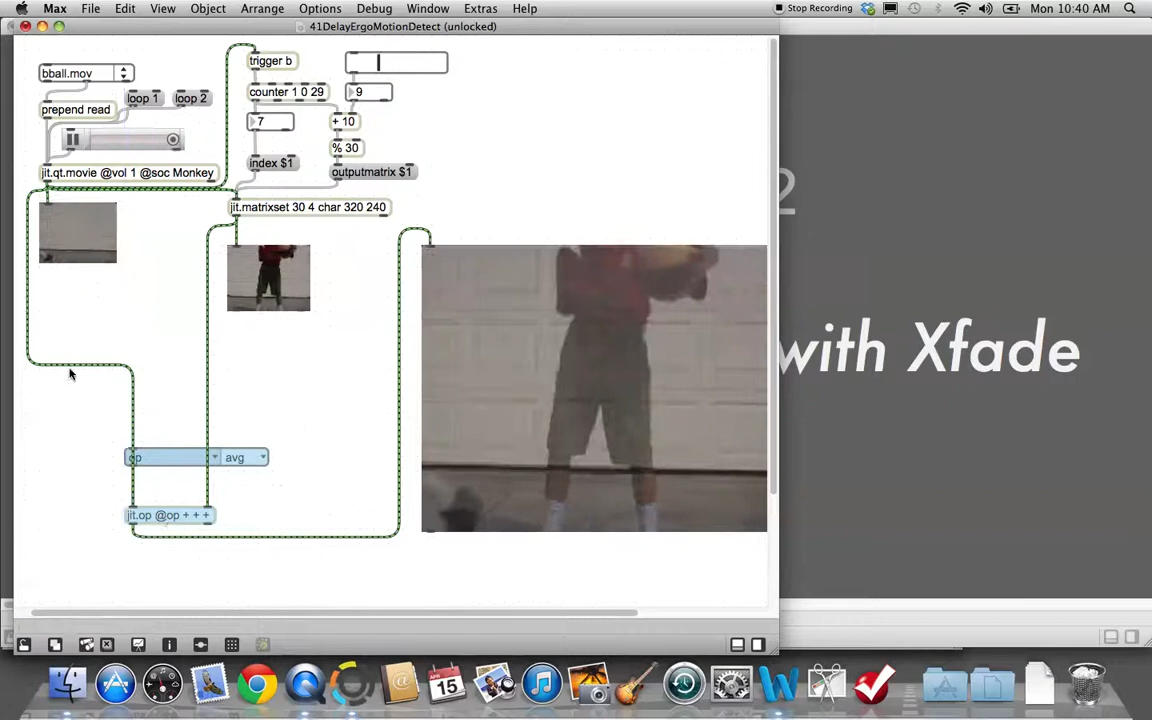 Max File Edit View Object Arrange Options Debug Window Extras Help Stop Recording Mon 10:40 AM
41DelayErgoMotionDetect (unlocked)
bball.mov
prepend read
loop 1
loop 2
jit.qt.movie @vol 1 @soc Monkey
trigger b
counter 1 0 29
9
7
+ 10
% 30
index $1
outputmatrix $1
jit.matrixset 30 4 char 320 240
op
avg
jit.op @op + + +
2
with Xfade
APR
15